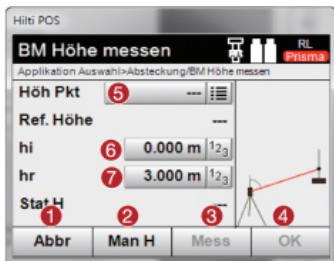 Hilti POS
BM Höhe messen
RL
Prisma
Applikation Auswahl>Absteckung/BM Höhe messen
Höh Pkt 5 ---
Ref. Höhe ---
hi 6 0.000 m 123
hr 7 3.000 m 123
Stat H ---
1 2 3 4
Abbr Man H Mess OK